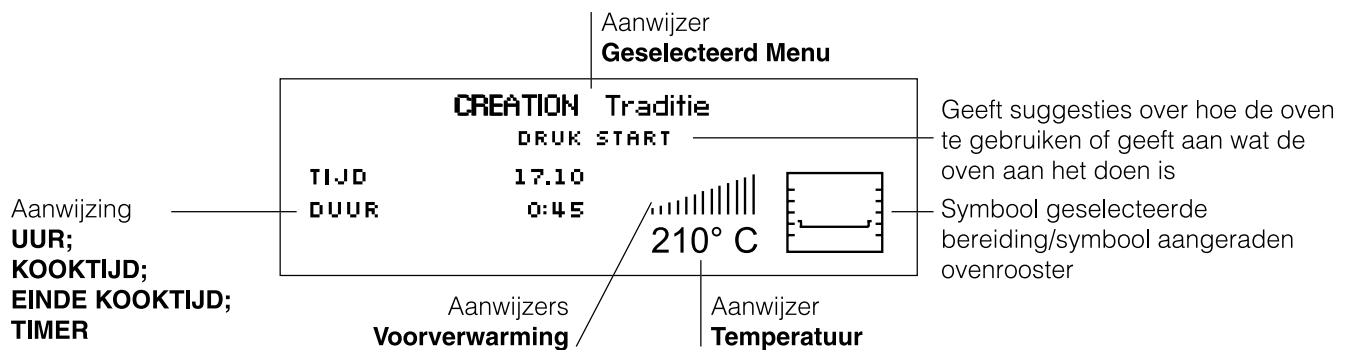 Aanwijzer
Geselecteerd Menu
CREATION Traditie
DRUK START
TIJD 17.10
DUUR 0:45
210° C
Geeft suggesties over hoe de oven
te gebruiken of geeft aan wat de
oven aan het doen is
Symbool geselecteerde
bereiding/symbool aangeraden
ovenrooster
Aanwijzing
UUR;
KOOKTIJD;
EINDE KOOKTIJD;
TIMER
Aanwijzers
Voorverwarming
Aanwijzer
Temperatuur